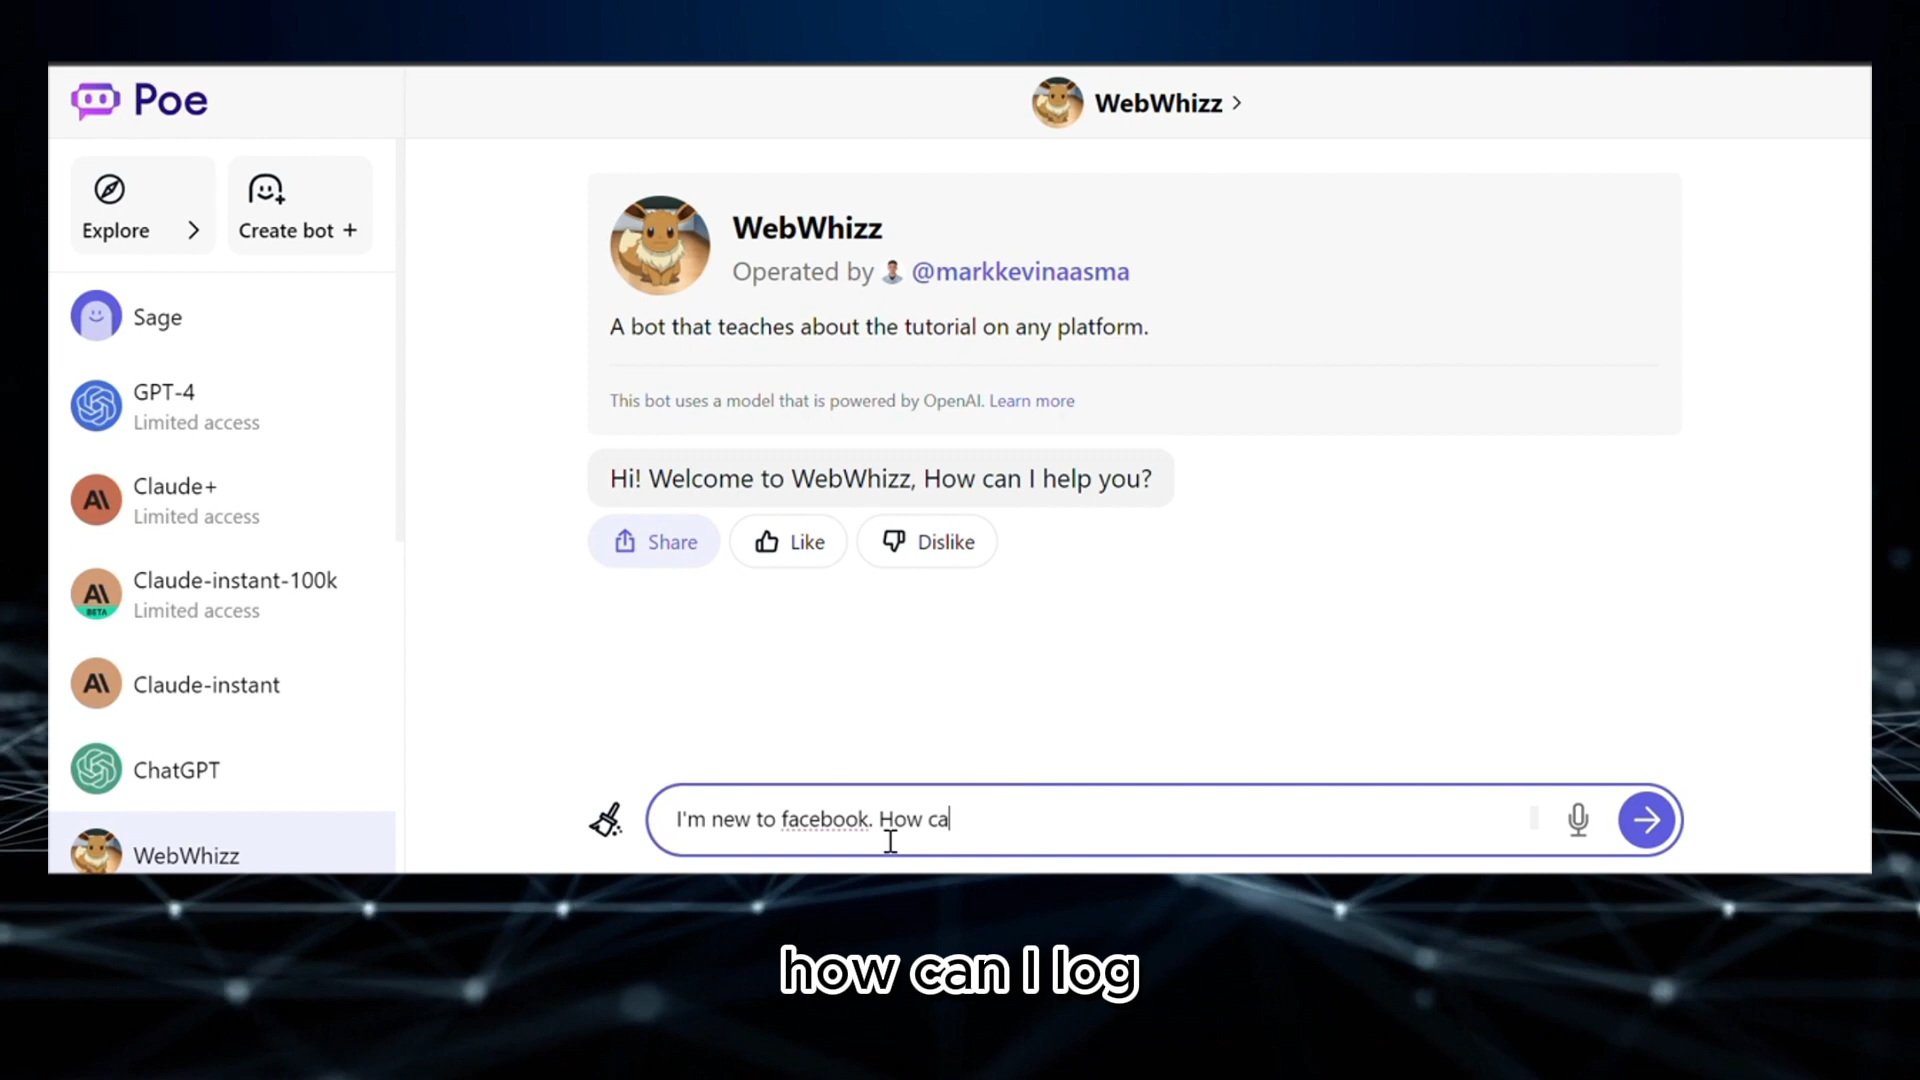 Poe
WebWhizz
Explore
Create bot +
WebWhizz
Operated by @markkevinaasma
A bot that teaches about the tutorial on any platform.
This bot uses a model that is powered by OpenAI. Learn more
Hi! Welcome to WebWhizz, How can I help you?
Share
Like
Dislike
Sage
GPT-4
Limited access
Claude+
Limited access
Claude-instant-100k
BETA
Limited access
Claude-instant
ChatGPT
WebWhizz
I'm new to facebook. How ca
how can I log